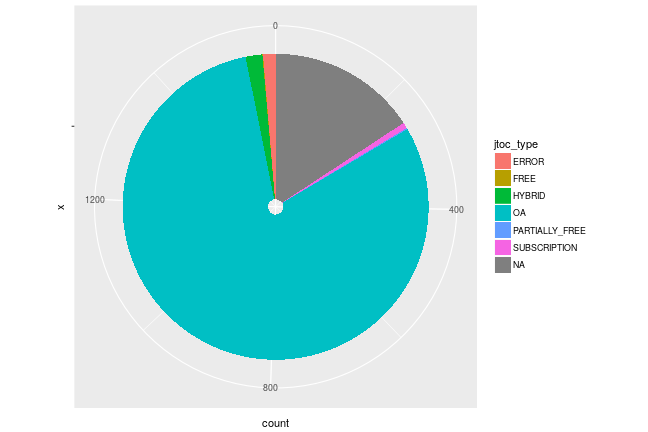 0
400
800
1200
x
count
jtoc_type
ERROR
FREE
HYBRID
OA
PARTIALLY_FREE
SUBSCRIPTION
NA